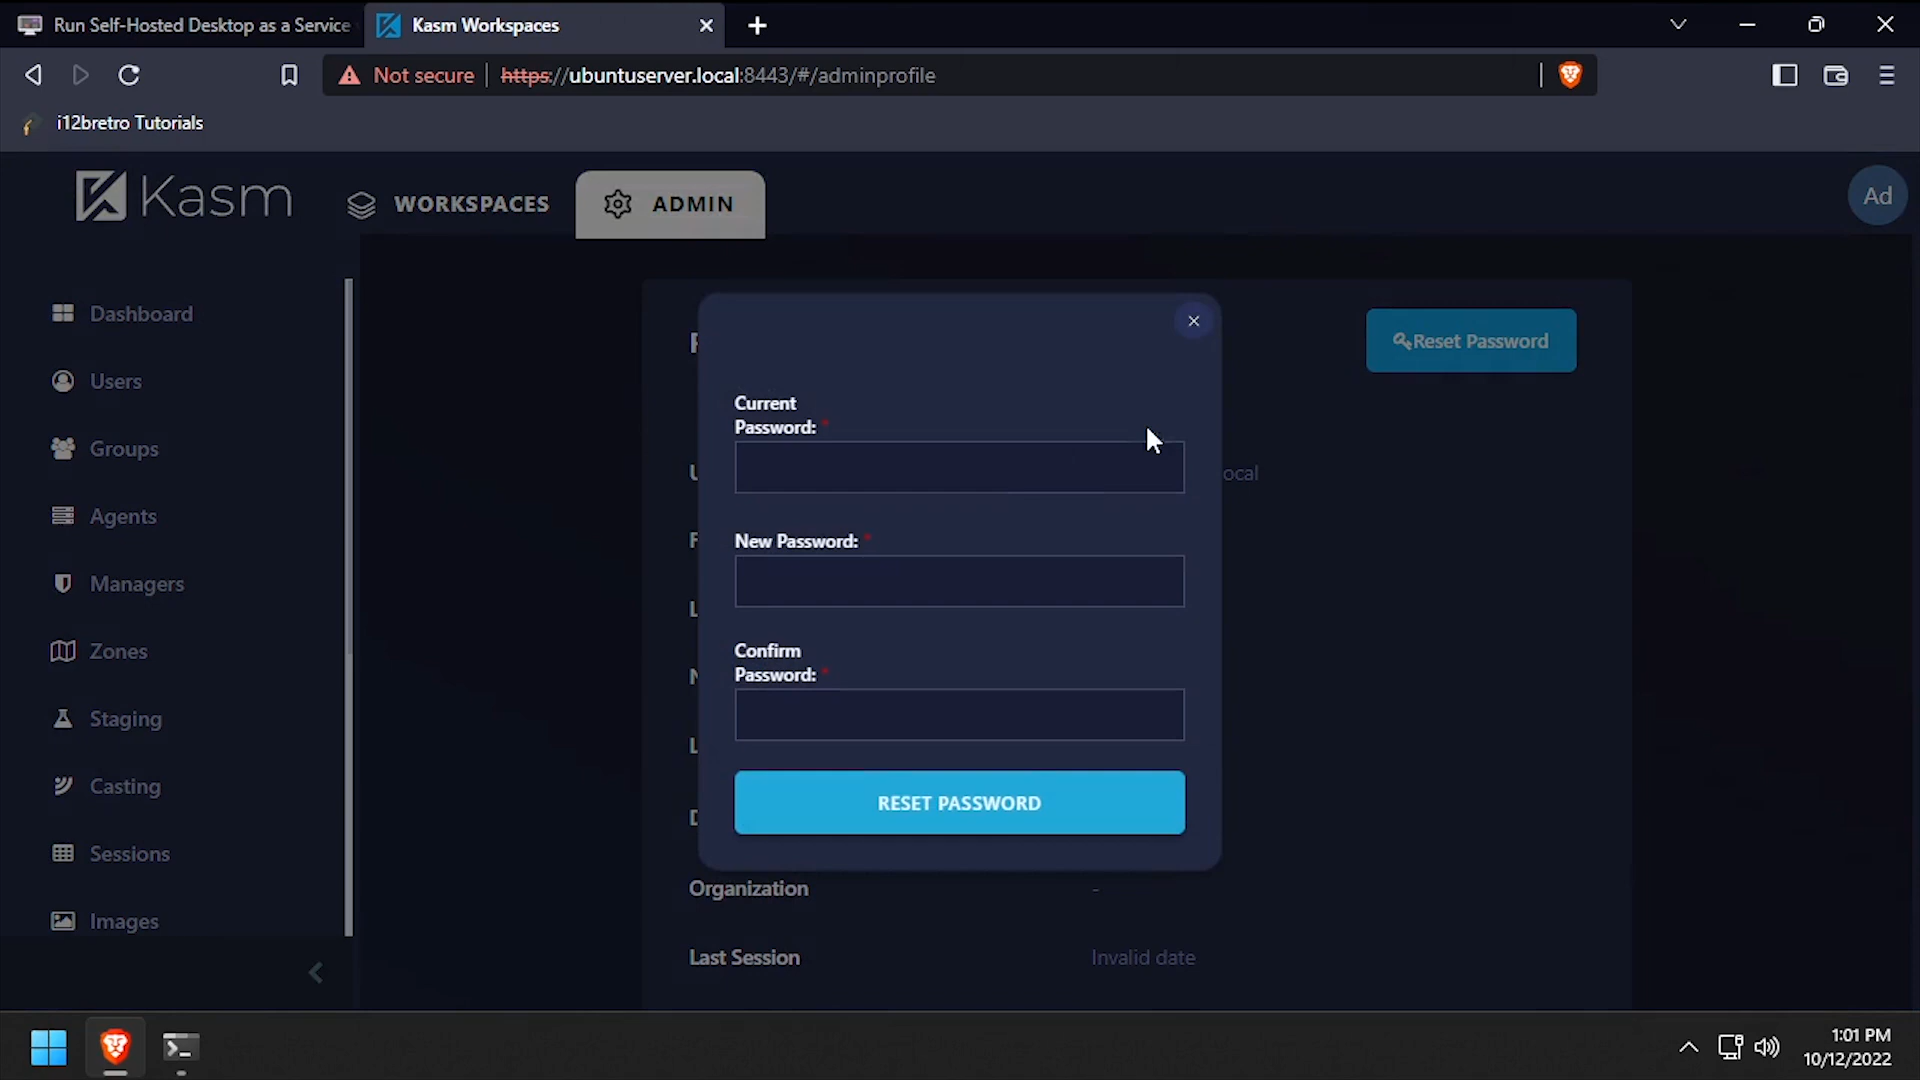 Run Self-Hosted Desktop as a Service
Kasm Workspaces
Not secure
https://ubuntuserver.local:8443/#/adminprofile
i12bretro Tutorials
Kasm
WORKSPACES
ADMIN
Ad
Dashboard
Users
Groups
Agents
Managers
Zones
Staging
Casting
Sessions
Images
Reset Password
Current
Password: *
ocal
New Password: *
Confirm
Password: *
RESET PASSWORD
Organization -
Last Session Invalid date
1:01 PM
10/12/2022